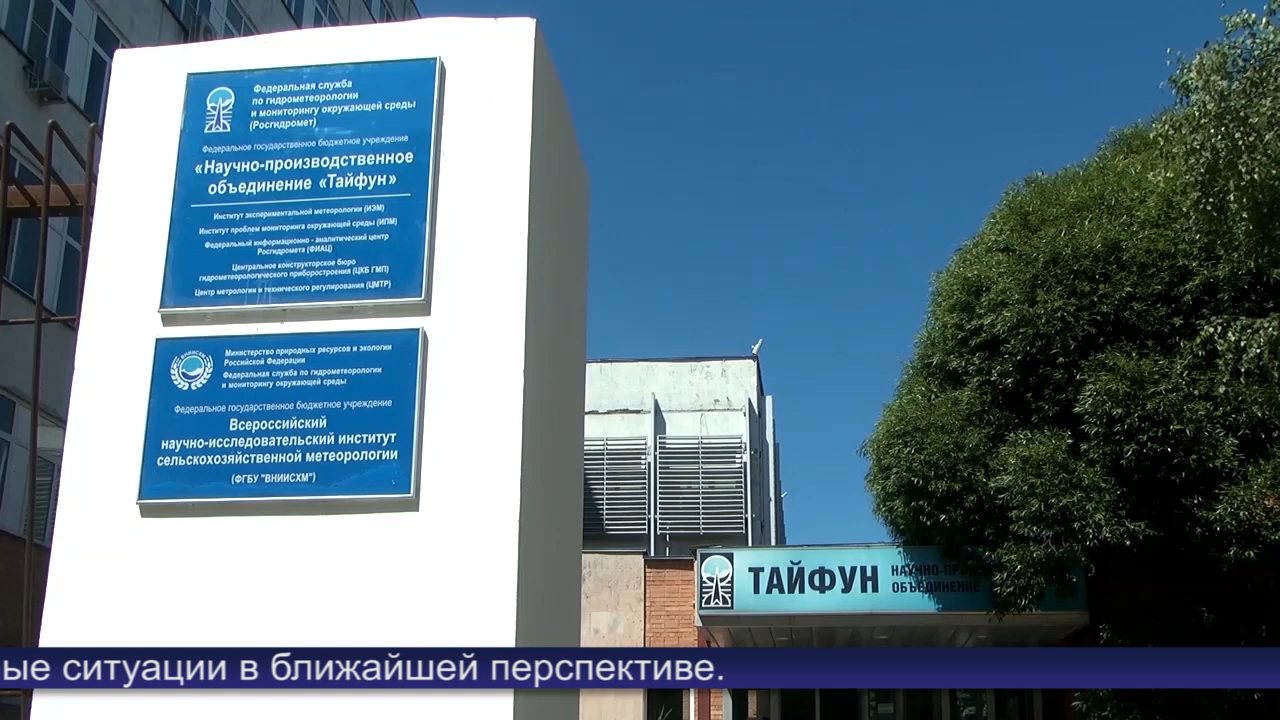 Федеральная служба
по гидрометеорологии
и мониторингу окружающей среды
(Росгидромет)
Федеральное государственное бюджетное учреждение
«Научно-производственное
объединение «Тайфун»
Институт экспериментальной метеорологии (ИЭМ)
Институт проблем мониторинга окружающей среды (ИПМ)
Федеральный информационно - аналитический центр
Росгидромета (ФИАЦ)
Центральное конструкторское бюро
гидрометеорологического приборостроения (ЦКБ ГМП)
Центр метрологии и технического регулирования (ЦМТР)
ВНИИСХМ
Министерство природных ресурсов и экологии
Российской Федерации
Федеральная служба по гидрометеорологии
и мониторингу окружающей среды
Федеральное государственное бюджетное учреждение
Всероссийский
научно-исследовательский институт
сельскохозяйственной метеорологии
(ФГБУ "ВНИИСХМ")
ТАЙФУН
НАУЧНО-ПРО
ОБЪЕДИНЕНИЕ
ые ситуации в ближайшей перспективе.